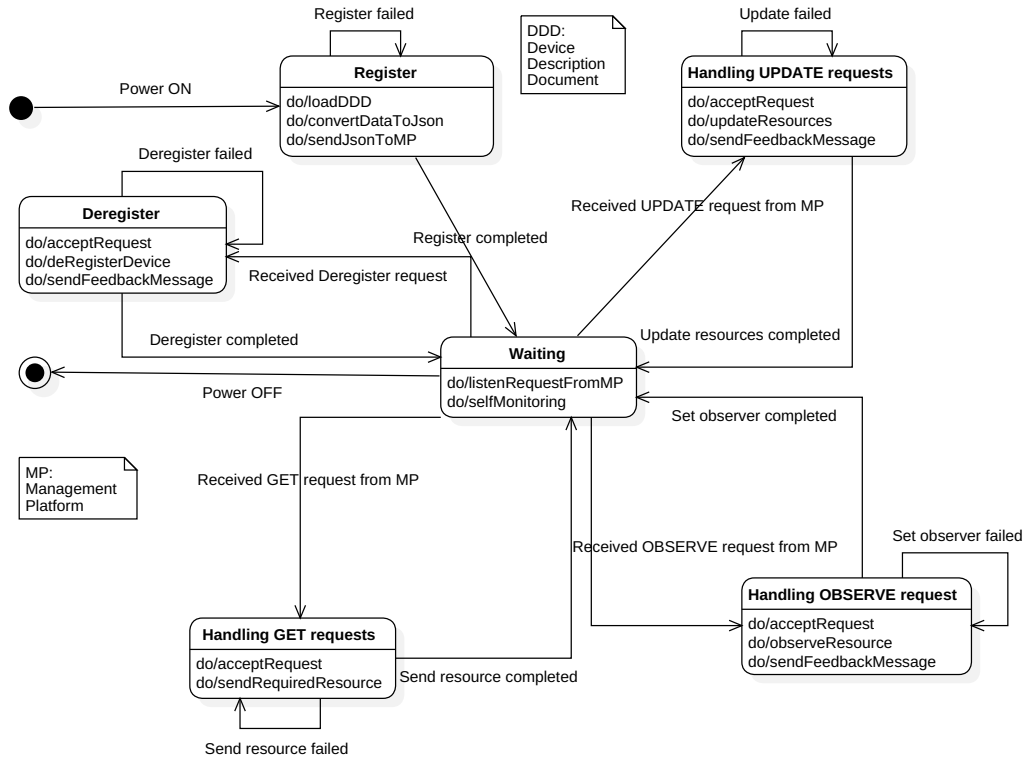 Register failed
Update failed
DDD:
Device
Description
Document
Register
do/loadDDD
do/convertDataToJson
do/sendJsonToMP
Handling UPDATE requests
do/acceptRequest
do/updateResources
do/sendFeedbackMessage
Power ON
Deregister failed
Deregister
do/acceptRequest
do/deRegisterDevice
do/sendFeedbackMessage
Received UPDATE request from MP
Register completed
Received Deregister request
Deregister completed
Update resources completed
Waiting
do/listenRequestFromMP
do/selfMonitoring
Power OFF
Set observer completed
MP:
Management
Platform
Received GET request from MP
Received OBSERVE request from MP
Set observer failed
Handling OBSERVE request
do/acceptRequest
do/observeResource
do/sendFeedbackMessage
Handling GET requests
do/acceptRequest
do/sendRequiredResource
Send resource completed
Send resource failed